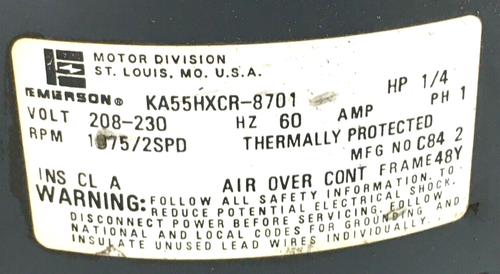 MOTOR DIVISION
ST. LOUIS, MO. U.S.A.
EMERSON® KA55HXCR-8701 HP 1/4
VOLT 208-230 HZ 60 AMP PH 1
RPM 1075/2SPD THERMALLY PROTECTED
MFG NO C84 2
INS CL A AIR OVER CONT FRAME 48Y
WARNING: FOLLOW ALL SAFETY INFORMATION. TO
REDUCE POTENTIAL ELECTRICAL SHOCK,
DISCONNECT POWER BEFORE SERVICING. FOLLOW
NATIONAL AND LOCAL CODES FOR GROUNDING AND
INSULATE UNUSED LEAD WIRES INDIVIDUALLY.